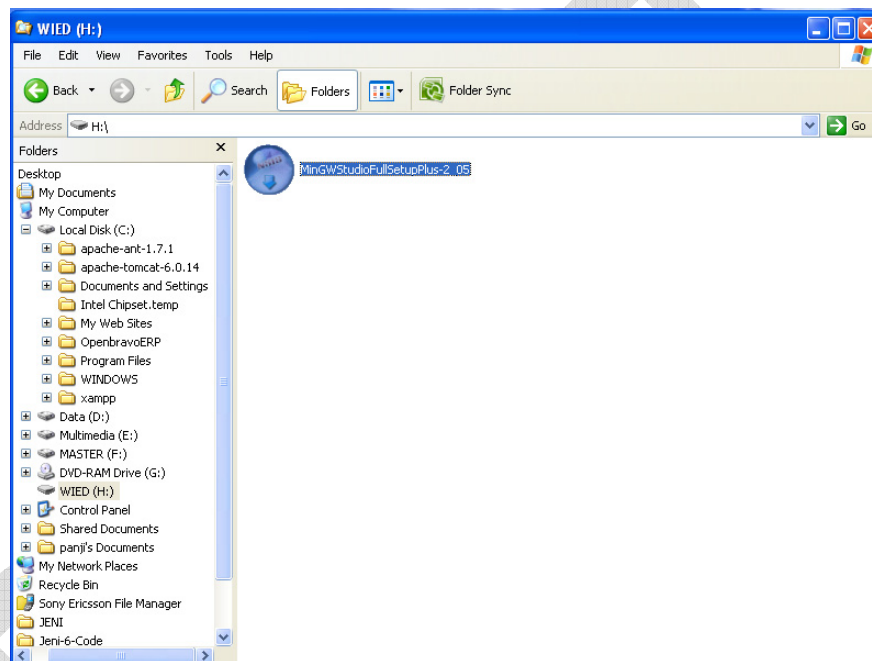 WIED (H:)
File Edit View Favorites Tools Help
Back Search Folders Folder Sync
Address H:\ Go
Folders
MinGWStudioFullSetupPlus-2_05
Desktop
My Documents
My Computer
Local Disk (C:)
apache-ant-1.7.1
apache-tomcat-6.0.14
Documents and Settings
Intel Chipset.temp
My Web Sites
OpenbravoERP
Program Files
WINDOWS
xampp
Data (D:)
Multimedia (E:)
MASTER (F:)
DVD-RAM Drive (G:)
WIED (H:)
Control Panel
Shared Documents
panji's Documents
My Network Places
Recycle Bin
Sony Ericsson File Manager
JENI
Jeni-6-Code